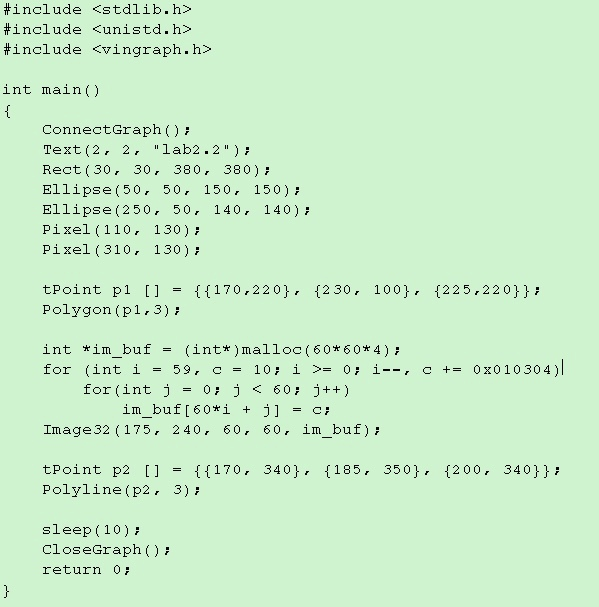 #include <stdlib.h>
#include <unistd.h>
#include <vingraph.h>
int main()
{
    ConnectGraph();
    Text(2, 2, "lab2.2");
    Rect(30, 30, 380, 380);
    Ellipse(50, 50, 150, 150);
    Ellipse(250, 50, 140, 140);
    Pixel(110, 130);
    Pixel(310, 130);
    tPoint p1 [] = {{170,220}, {230, 100}, {225,220}};
    Polygon(p1,3);
    int *im_buf = (int*)malloc(60*60*4);
    for (int i = 59, c = 10; i >= 0; i--, c += 0x010304)
        for(int j = 0; j < 60; j++)
            im_buf[60*i + j] = c;
    Image32(175, 240, 60, 60, im_buf);
    tPoint p2 [] = {{170, 340}, {185, 350}, {200, 340}};
    Polyline(p2, 3);
    sleep(10);
    CloseGraph();
    return 0;
}